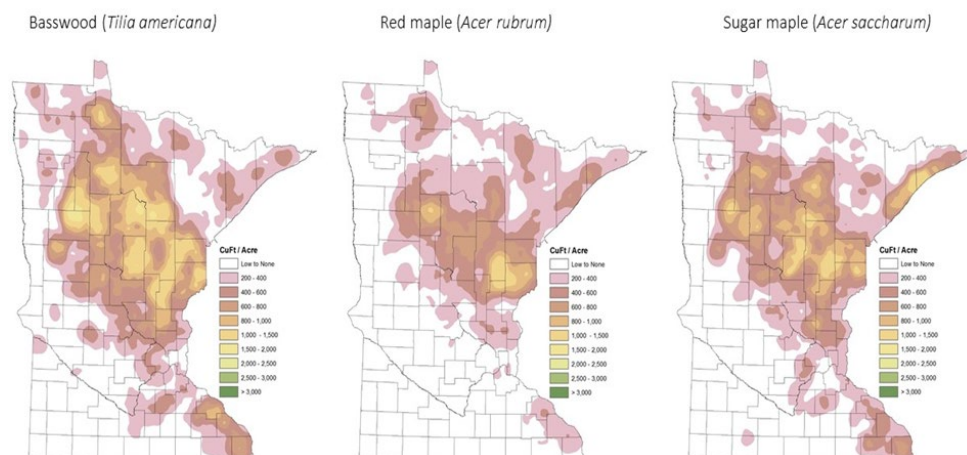 Basswood (Tilia americana)
Red maple (Acer rubrum)
Sugar maple (Acer saccharum)
CuFt / Acre
Low to None
200 - 400
400 - 600
600 - 800
800 - 1,000
1,000 - 1,500
1,500 - 2,000
2,000 - 2,500
2,500 - 3,000
> 3,000
CuFt / Acre
Low to None
200 - 400
400 - 600
600 - 800
800 - 1,000
1,000 - 1,500
1,500 - 2,000
2,000 - 2,500
2,500 - 3,000
> 3,000
CuFt / Acre
Low to None
200 - 400
400 - 600
600 - 800
800 - 1,000
1,000 - 1,500
1,500 - 2,000
2,000 - 2,500
2,500 - 3,000
> 3,000